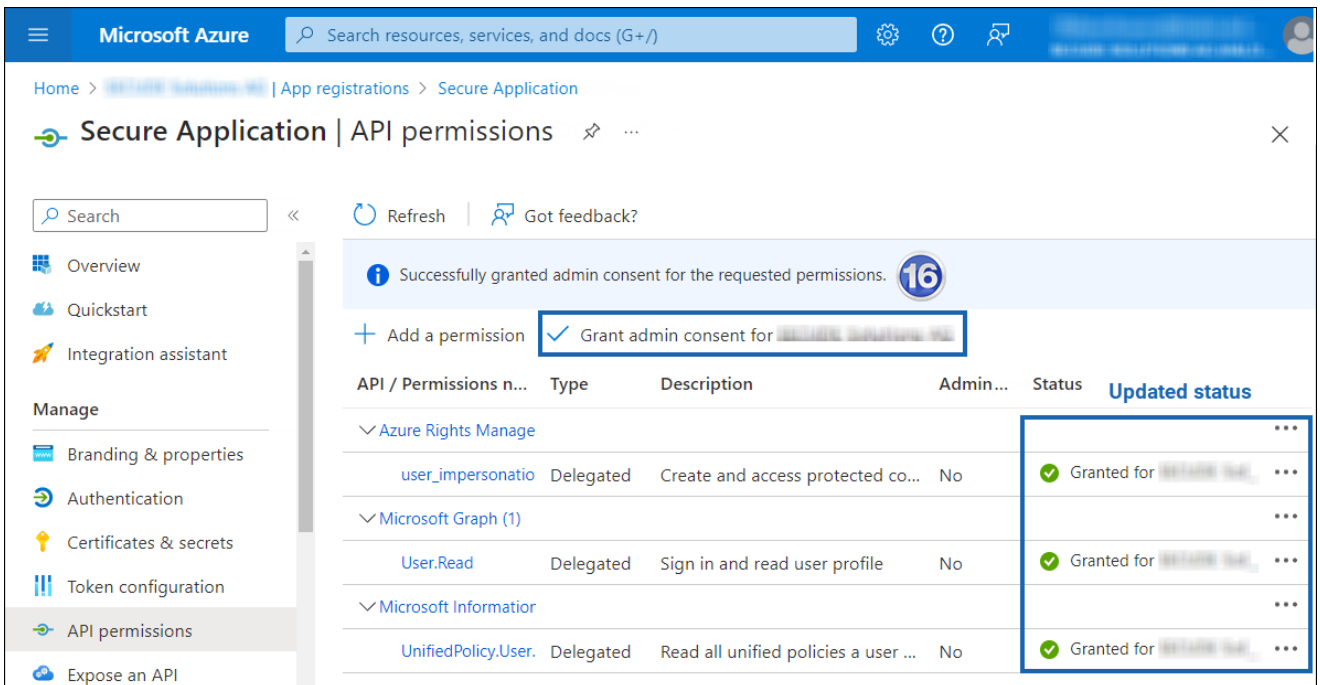 Microsoft Azure
Search resources, services, and docs (G+/)
Home > | App registrations > Secure Application
Secure Application | API permissions
Search
Refresh
Got feedback?
Overview
Successfully granted admin consent for the requested permissions.
16
Quickstart
Add a permission
Grant admin consent for
Integration assistant
API / Permissions n... Type Description Admin... Status
Updated status
Manage
Azure Rights Manage
Branding & properties
user_impersonatio Delegated Create and access protected co... No Granted for
Authentication
Microsoft Graph (1)
Certificates & secrets
User.Read Delegated Sign in and read user profile No Granted for
Token configuration
Microsoft Information
API permissions
UnifiedPolicy.User. Delegated Read all unified policies a user ... No Granted for
Expose an API